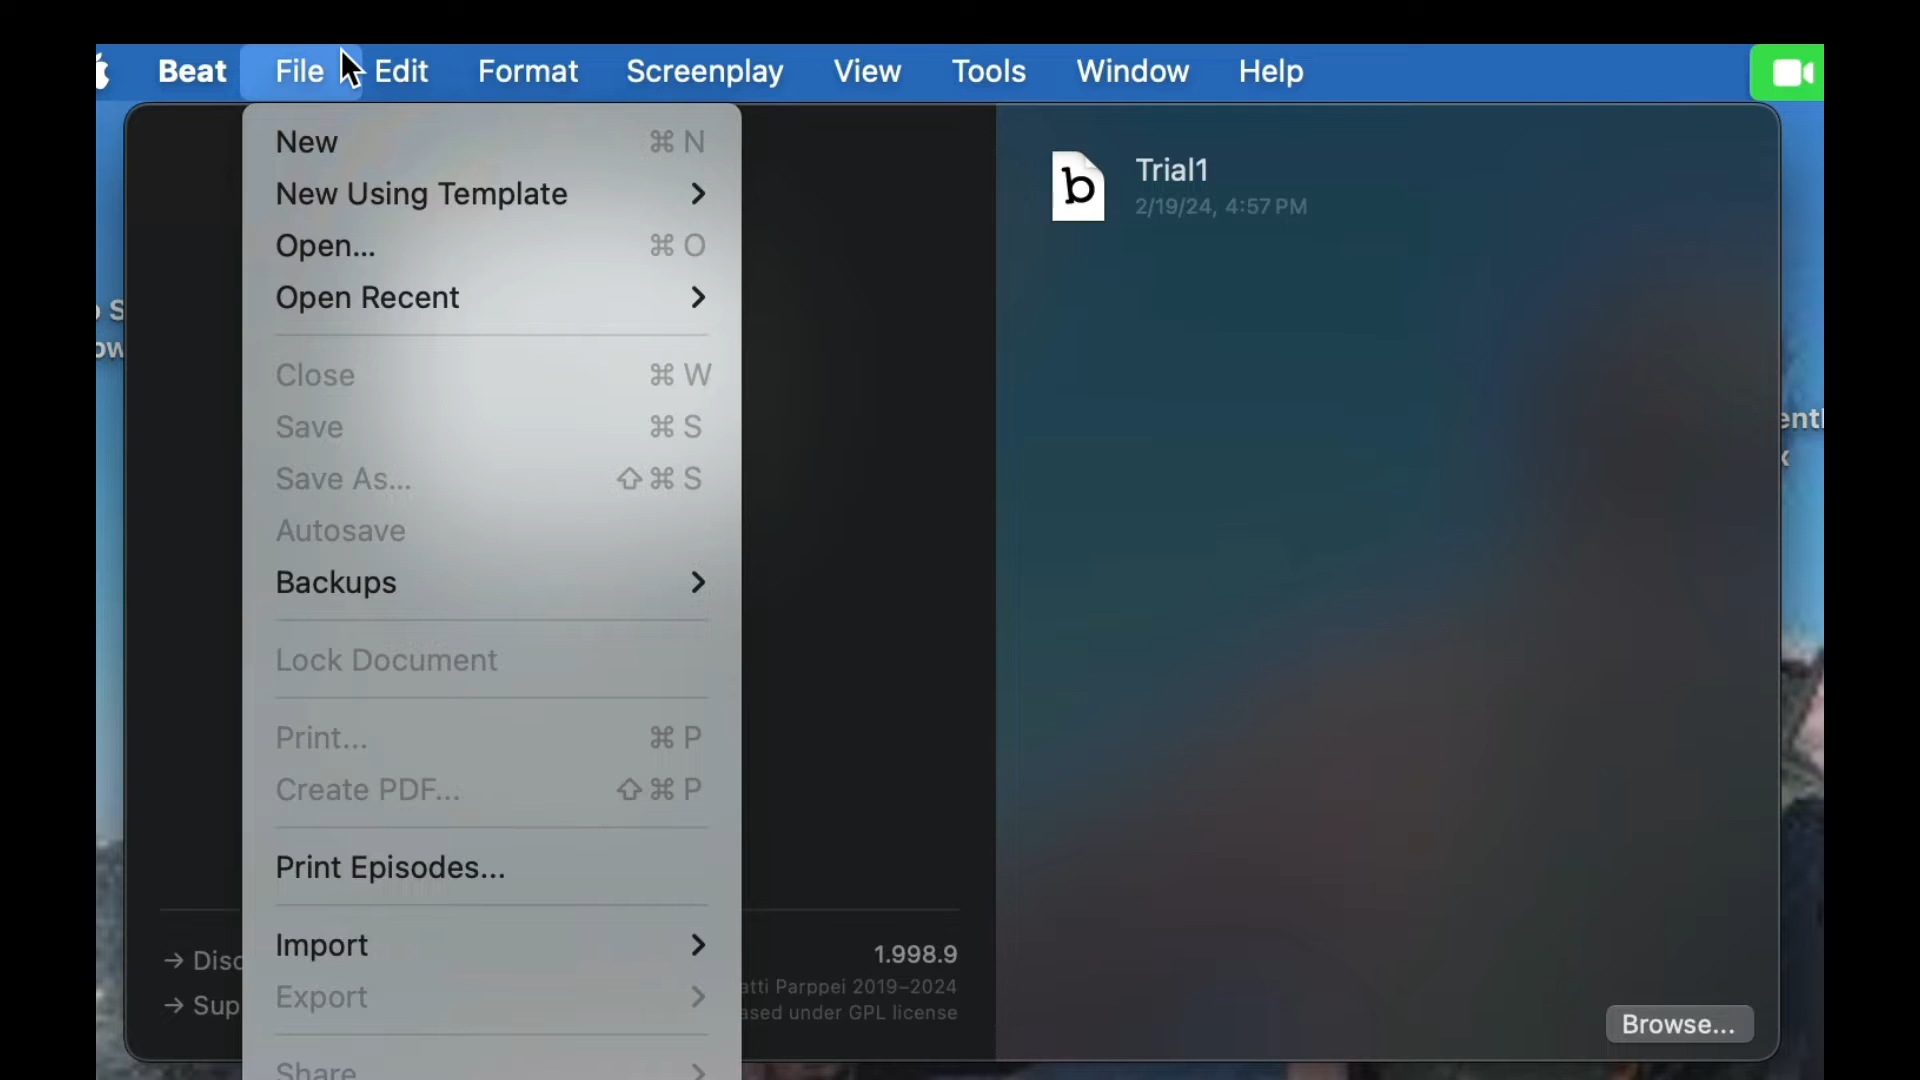 Beat File Edit Format Screenplay View Tools Window Help
New ⌘ N
New Using Template
Open... ⌘ O
Open Recent
Close ⌘ W
Save ⌘ S
Save As... ⇧ ⌘ S
Autosave
Backups
Lock Document
Print... ⌘ P
Create PDF... ⇧ ⌘ P
Print Episodes...
Import
Export
Share
1.998.9
Parppei 2019–2024
under GPL license
b
Trial1
2/19/24, 4:57 PM
Browse...